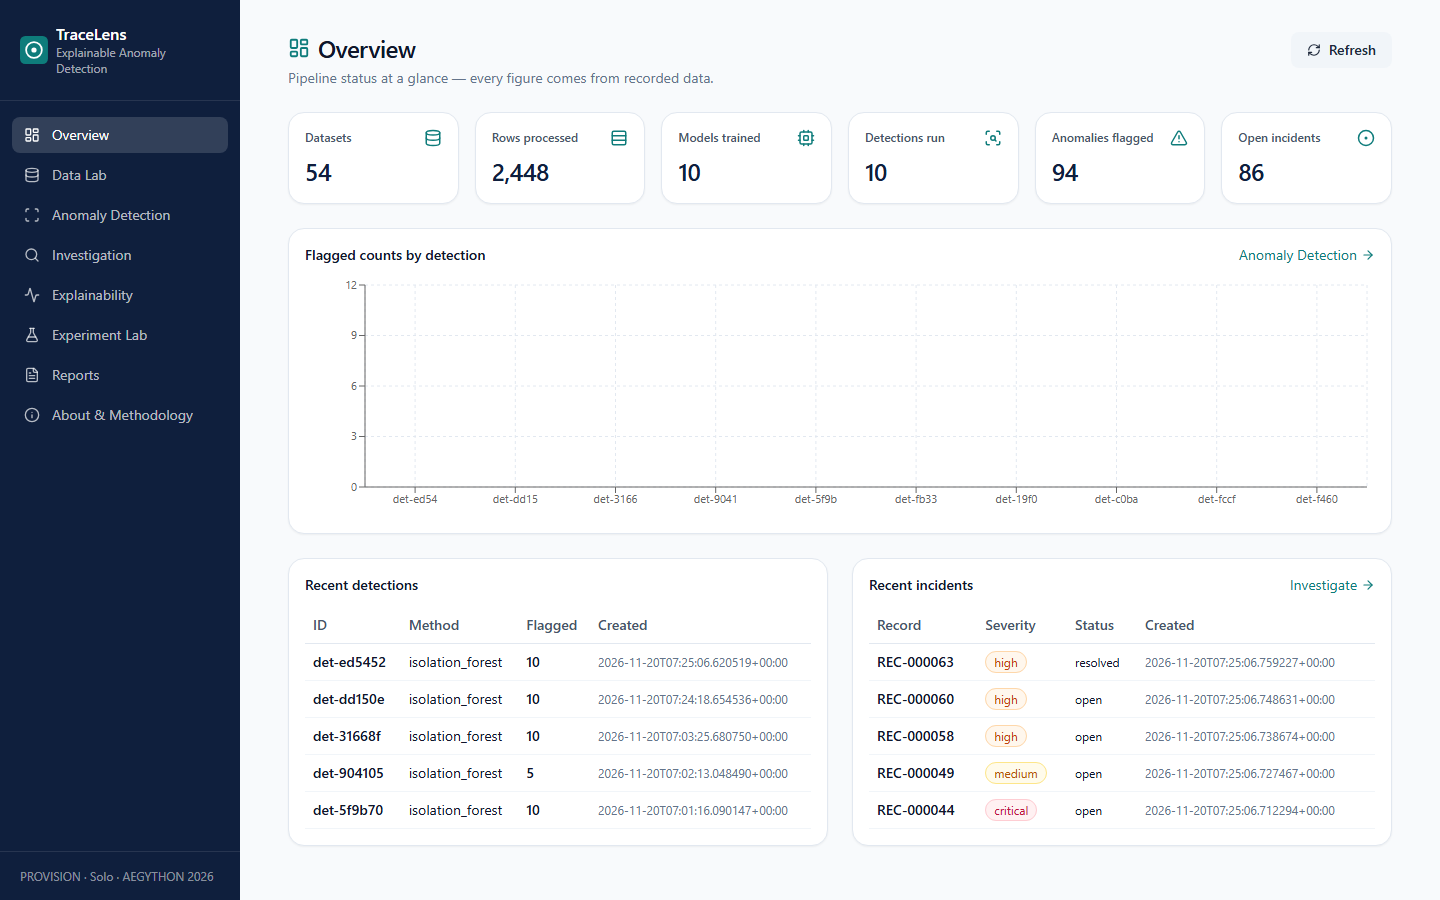 TraceLens
Explainable Anomaly
Detection
Overview
Data Lab
Anomaly Detection
Investigation
Explainability
Experiment Lab
Reports
About & Methodology
PROVISION · Solo · AEGYTHON 2026
Overview
Refresh
Pipeline status at a glance — every figure comes from recorded data.
Datasets
54
Rows processed
2,448
Models trained
10
Detections run
10
Anomalies flagged
94
Open incidents
86
Flagged counts by detection
Anomaly Detection →
12
9
6
3
0
det-ed54 det-dd15 det-3166 det-9041 det-5f9b det-fb33 det-19f0 det-c0ba det-fccf det-f460
Recent detections
ID Method Flagged Created
det-ed5452 isolation_forest 10 2026-11-20T07:25:06.620519+00:00
det-dd150e isolation_forest 10 2026-11-20T07:24:18.654536+00:00
det-31668f isolation_forest 10 2026-11-20T07:03:25.680750+00:00
det-904105 isolation_forest 5 2026-11-20T07:02:13.048490+00:00
det-5f9b70 isolation_forest 10 2026-11-20T07:01:16.090147+00:00
Recent incidents
Investigate →
Record Severity Status Created
REC-000063 high resolved 2026-11-20T07:25:06.759227+00:00
REC-000060 high open 2026-11-20T07:25:06.748631+00:00
REC-000058 high open 2026-11-20T07:25:06.738674+00:00
REC-000049 medium open 2026-11-20T07:25:06.727467+00:00
REC-000044 critical open 2026-11-20T07:25:06.712294+00:00